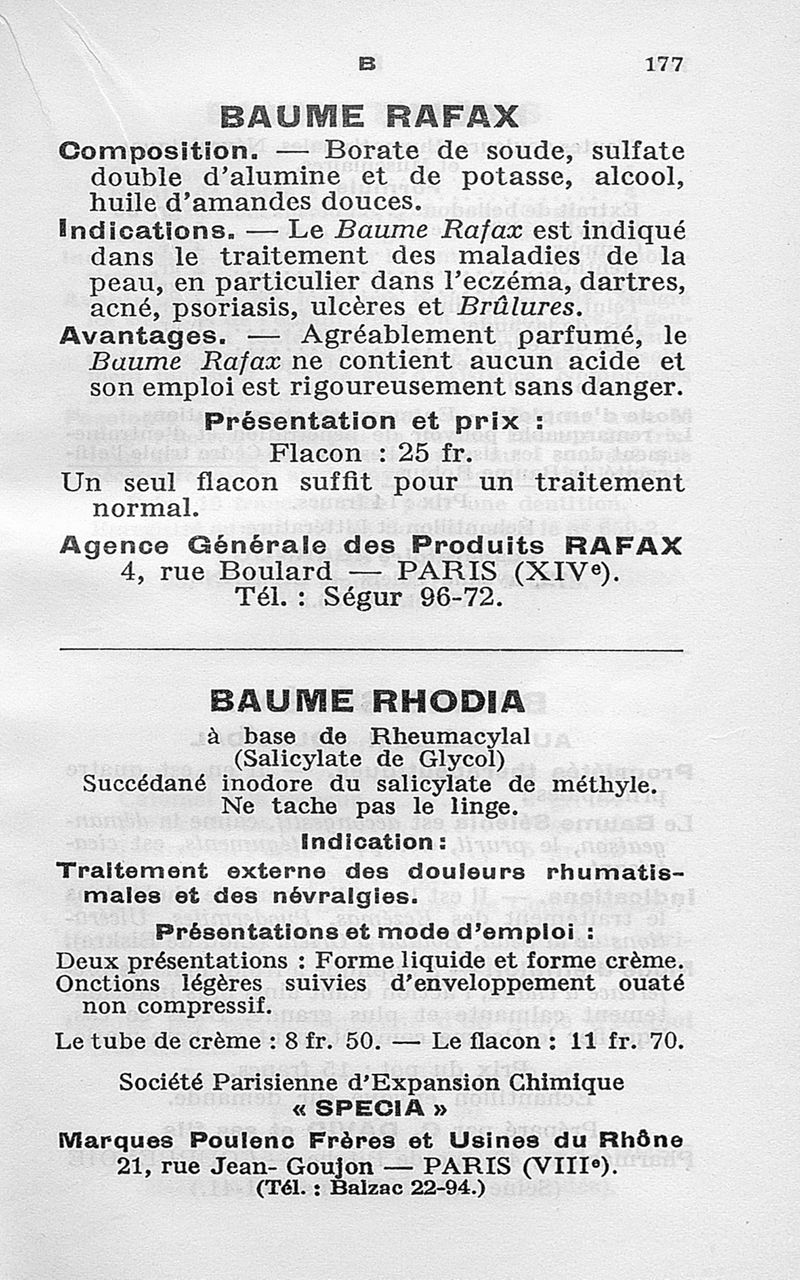 B 177
BAUME RAFAX
Composition. — Borate de soude, sulfate
double d'alumine et de potasse, alcool,
huile d'amandes douces.
Indications. — Le Baume Rafax est indiqué
dans le traitement des maladies de la
peau, en particulier dans l'eczéma, dartres,
acné, psoriasis, ulcères et Brûlures.
Avantages. — Agréablement parfumé, le
Baume Rafax ne contient aucun acide et
son emploi est rigoureusement sans danger.
Présentation et prix :
Flacon : 25 fr.
Un seul flacon suffit pour un traitement
normal.
Agence Générale des Produits RAFAX
4, rue Boulard — PARIS (XIVe).
Tél. : Ségur 96-72.
BAUME RHODIA
à base de Rheumacylal
(Salicylate de Glycol)
Succédané inodore du salicylate de méthyle.
Ne tache pas le linge.
Indication :
Traitement externe des douleurs rhumatis-
males et des névralgies.
Présentations et mode d'emploi :
Deux présentations : Forme liquide et forme crème.
Onctions légères suivies d'enveloppement ouaté
non compressif.
Le tube de crème : 8 fr. 50. — Le flacon : 11 fr. 70.
Société Parisienne d'Expansion Chimique
« SPECIA »
Marques Poulenc Frères et Usines du Rhône
21, rue Jean- Goujon — PARIS (VIIIe).
(Tél. : Balzac 22-94.)